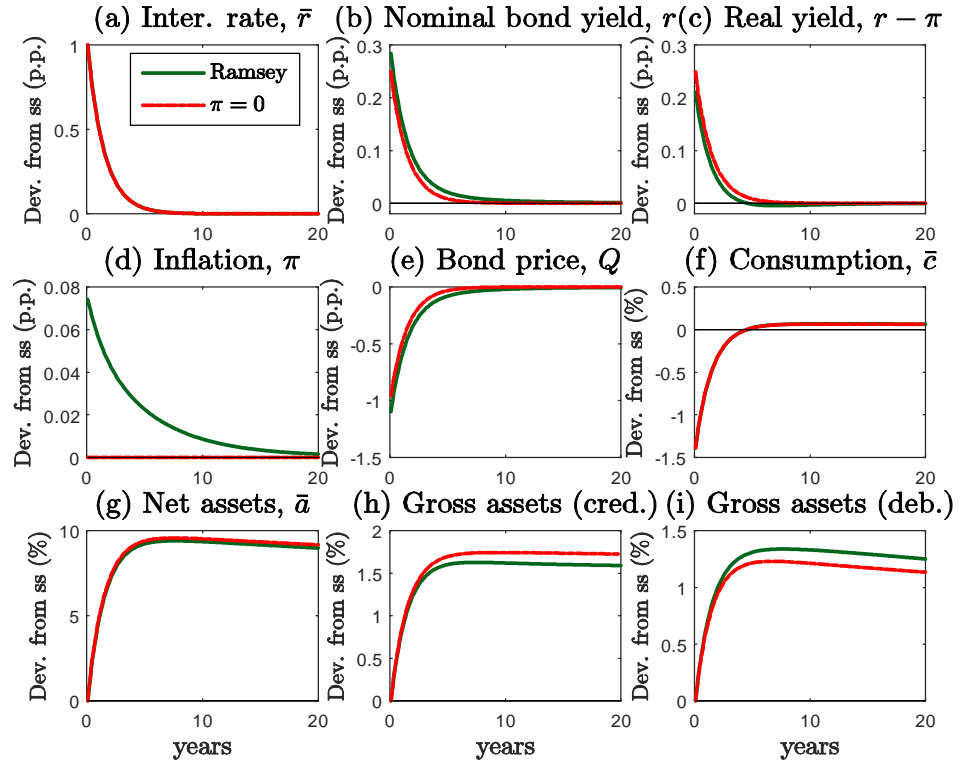 (a) Inter. rate, r̄
(b) Nominal bond yield, r
(c) Real yield, r − π
Dev. from ss (p.p.)
1
0.5
0
0
10
20
Ramsey
π = 0
Dev. from ss (p.p.)
0.3
0.2
0.1
0
0
10
20
Dev. from ss (p.p.)
0.3
0.2
0.1
0
0
10
20
(d) Inflation, π
(e) Bond price, Q
(f) Consumption, c̄
Dev. from ss (p.p.)
0.08
0.06
0.04
0.02
0
0
10
20
Dev. from ss (p.p.)
0
-0.5
-1
-1.5
0
10
20
Dev. from ss (%)
0.5
0
-0.5
-1
-1.5
0
10
20
(g) Net assets, ā
(h) Gross assets (cred.)
(i) Gross assets (deb.)
Dev. from ss (%)
10
5
0
0
10
20
years
Dev. from ss (%)
2
1.5
1
0.5
0
0
10
20
years
Dev. from ss (%)
1.5
1
0.5
0
0
10
20
years